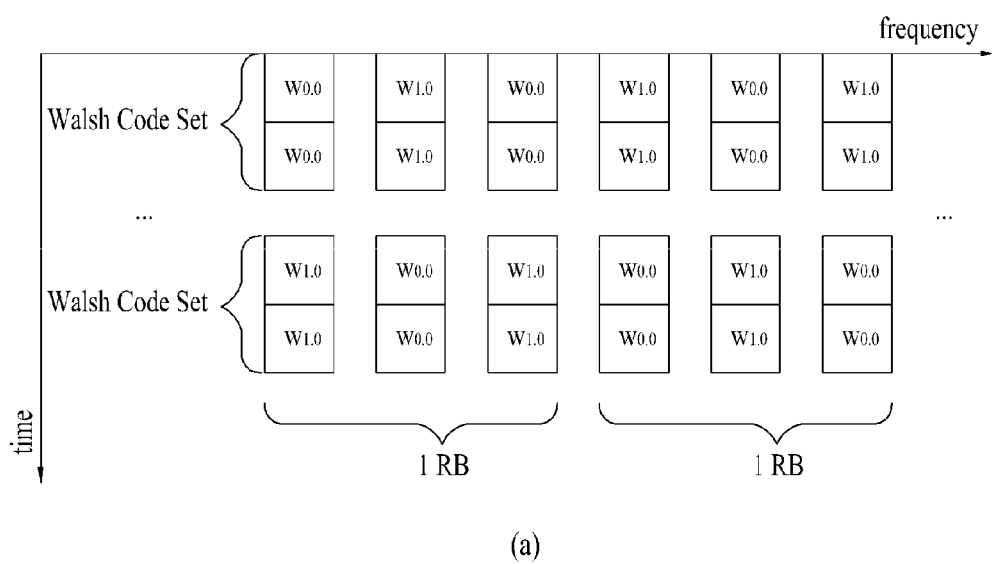 frequency
W0.0 W1.0 W0.0 W1.0 W0.0 W1.0
Walsh Code Set
W0.0 W1.0 W0.0 W1.0 W0.0 W1.0
... ...
W1.0 W0.0 W1.0 W0.0 W1.0 W0.0
Walsh Code Set
W1.0 W0.0 W1.0 W0.0 W1.0 W0.0
time
1 RB 1 RB
(a)